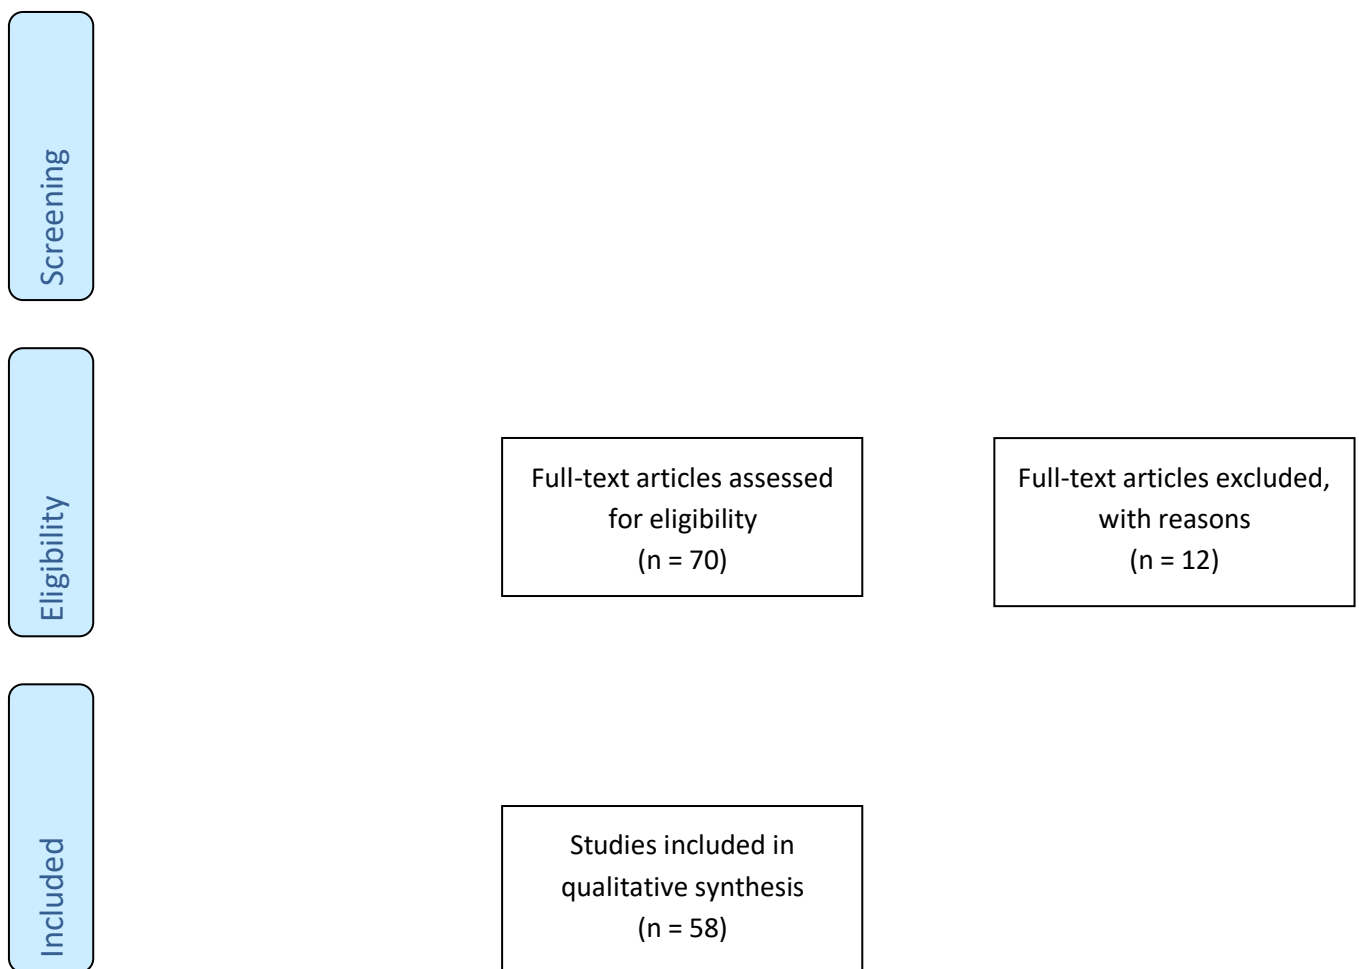 Screening
Eligibility
Full-text articles assessed
for eligibility
(n = 70)
Full-text articles excluded,
with reasons
(n = 12)
Included
Studies included in
qualitative synthesis
(n = 58)